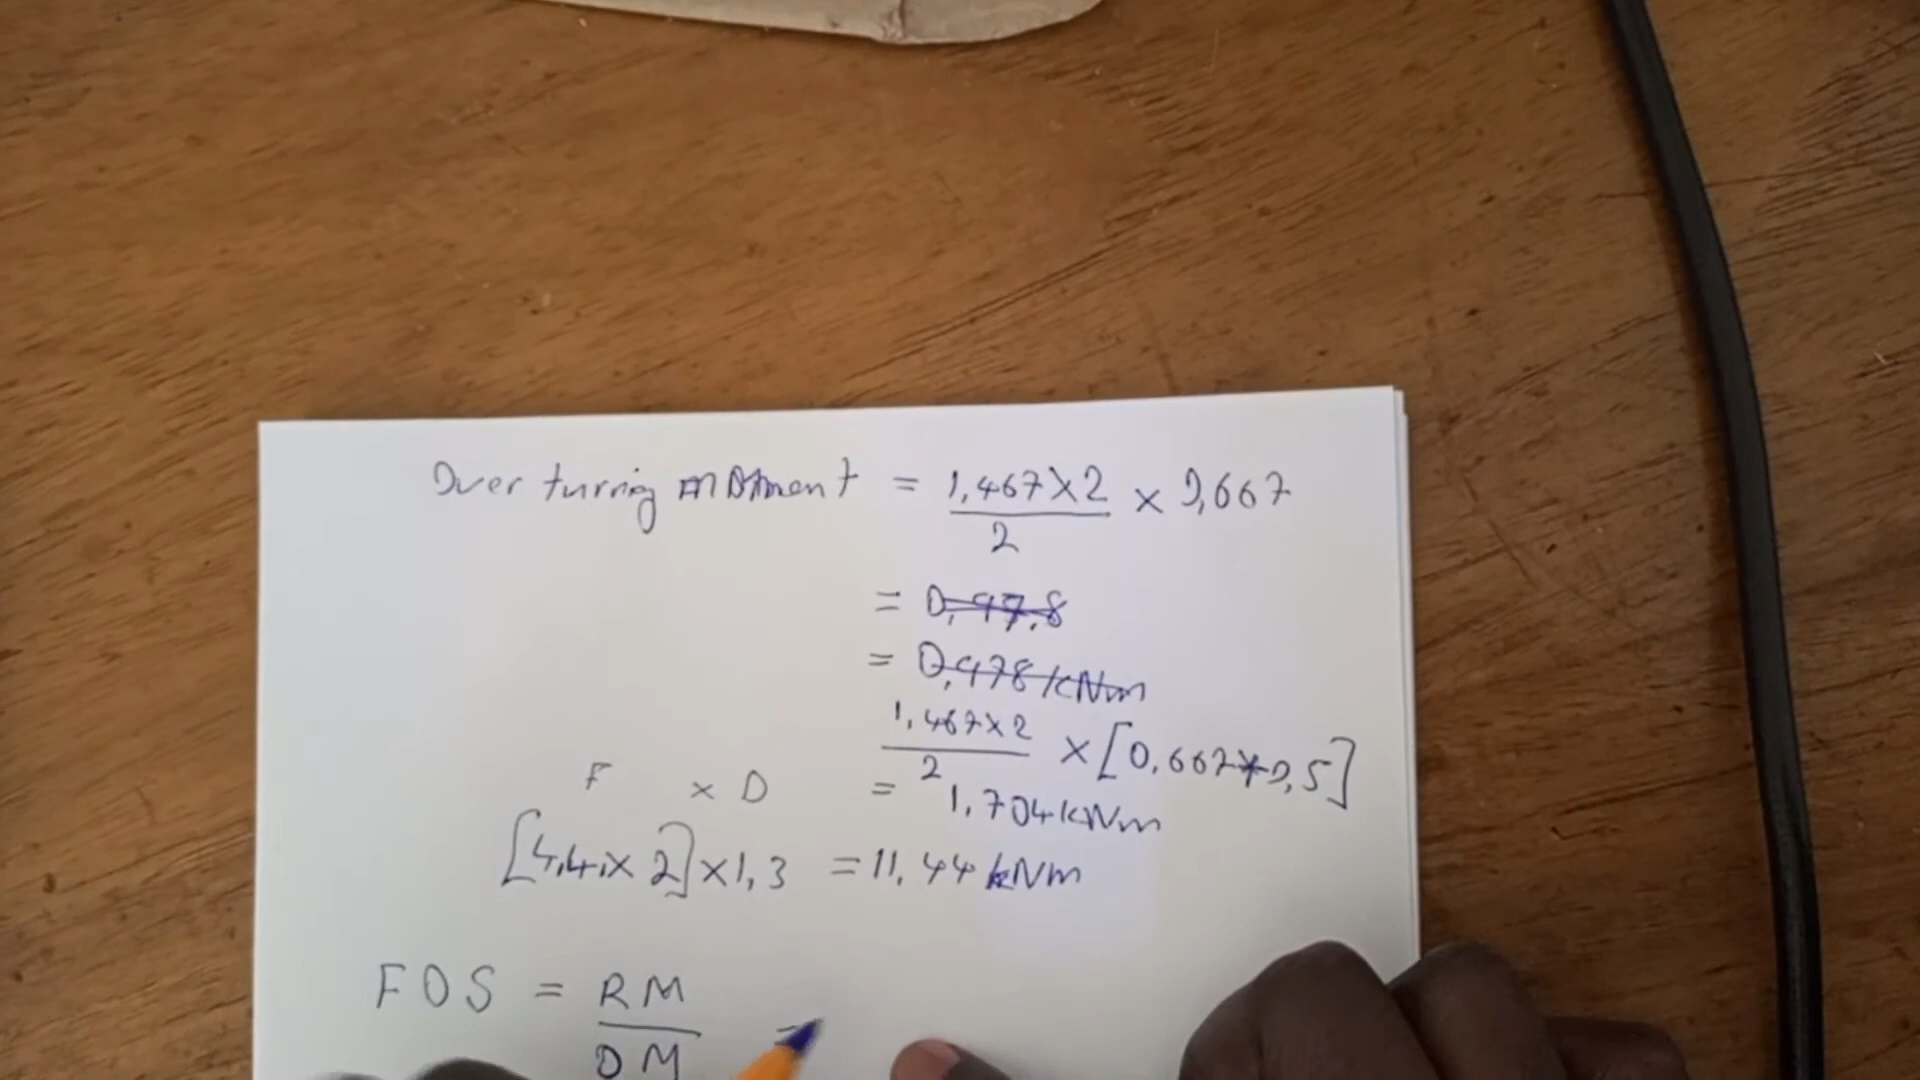 Over turning moment = 1,467×2 / 2 × 0,667
= 0,97.8
= 0,978 kNm
1,467×2 / 2 × [0,667+0,5]
F × D
= 1,704 kNm
[4,4 × 2] × 1,3 = 11,44 kNm
FOS = RM / OM =